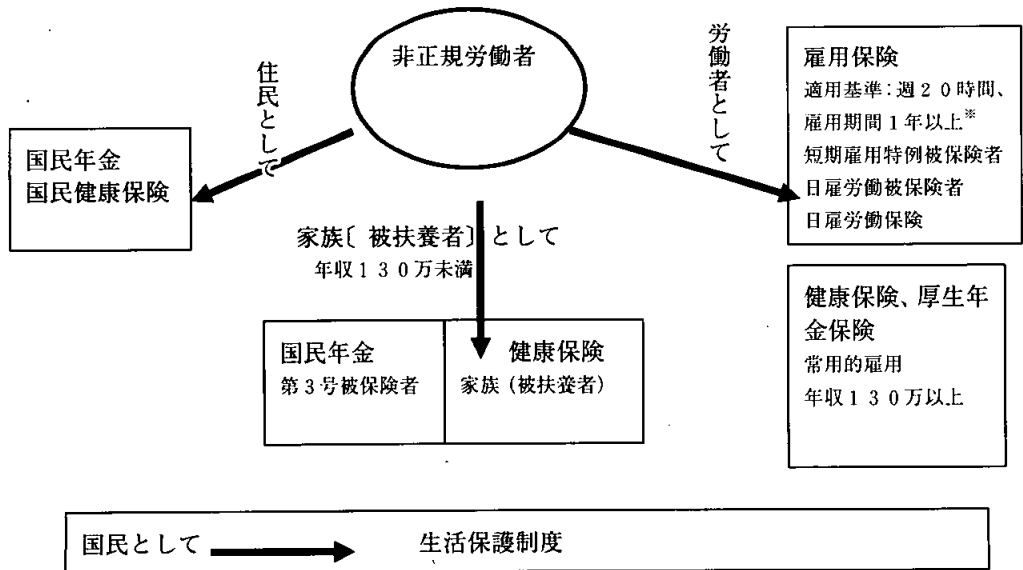 非正規労働者
住民として
労働者として
国民年金
国民健康保険
家族〔被扶養者〕として
年収130万未満
国民年金
第3号被保険者
健康保険
家族（被扶養者）
雇用保険
適用基準：週20時間、
雇用期間1年以上※
短期雇用特例被保険者
日雇労働被保険者
日雇労働保険
健康保険、厚生年
金保険
常用的雇用
年収130万以上
国民として
生活保護制度